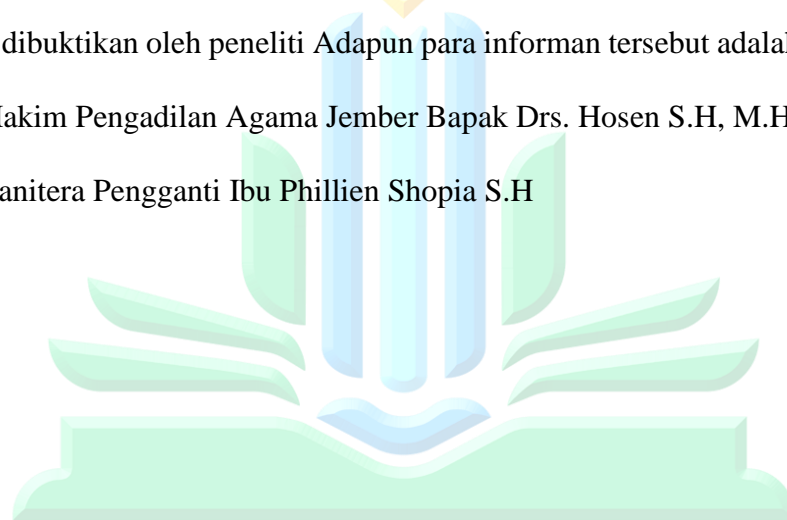 dibuktikan oleh peneliti Adapun para informan tersebut adalah
Hakim Pengadilan Agama Jember Bapak Drs. Hosen S.H, M.H
Panitera Pengganti Ibu Phillien Shopia S.H